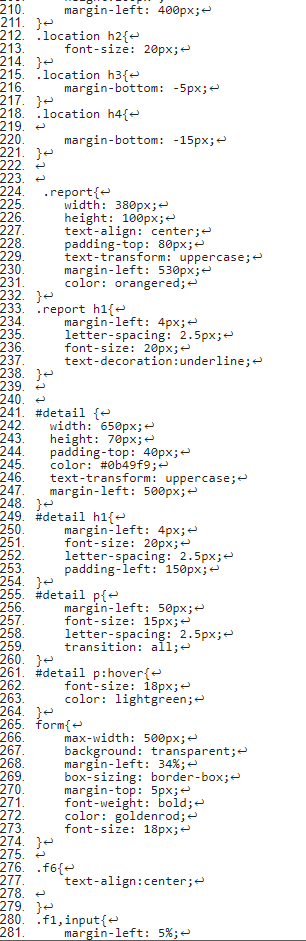 210.     margin-left: 400px;↩
211. }↩
212. .location h2{↩
213.     font-size: 20px;↩
214. }↩
215. .location h3{↩
216.     margin-bottom: -5px;↩
217. }↩
218. .location h4{↩
219. ↩
220.     margin-bottom: -15px;↩
221. }↩
222. ↩
223. ↩
224.  .report{↩
225.     width: 380px;↩
226.     height: 100px;↩
227.     text-align: center;↩
228.     padding-top: 80px;↩
229.     text-transform: uppercase;↩
230.     margin-left: 530px;↩
231.     color: orangered;↩
232. }↩
233. .report h1{↩
234.     margin-left: 4px;↩
235.     letter-spacing: 2.5px;↩
236.     font-size: 20px;↩
237.     text-decoration:underline;↩
238. }↩
239. ↩
240. ↩
241. #detail {↩
242.   width: 650px;↩
243.   height: 70px;↩
244.   padding-top: 40px;↩
245.   color: #0b49f9;↩
246.   text-transform: uppercase;↩
247.   margin-left: 500px;↩
248. }↩
249. #detail h1{↩
250.     margin-left: 4px;↩
251.     font-size: 20px;↩
252.     letter-spacing: 2.5px;↩
253.     padding-left: 150px;↩
254. }↩
255. #detail p{↩
256.     margin-left: 50px;↩
257.     font-size: 15px;↩
258.     letter-spacing: 2.5px;↩
259.     transition: all;↩
260. }↩
261. #detail p:hover{↩
262.     font-size: 18px;↩
263.     color: lightgreen;↩
264. }↩
265. form{↩
266.     max-width: 500px;↩
267.     background: transparent;↩
268.     margin-left: 34%;↩
269.     box-sizing: border-box;↩
270.     margin-top: 5px;↩
271.     font-weight: bold;↩
272.     color: goldenrod;↩
273.     font-size: 18px;↩
274. }↩
275. ↩
276. .f6{↩
277.     text-align:center;↩
278. ↩
279. }↩
280. .f1,input{↩
281.     margin-left: 5%;↩